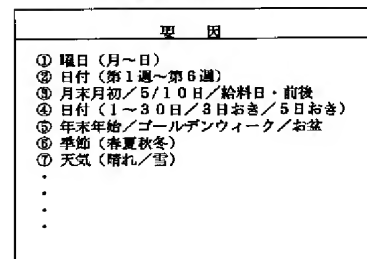 要 因
① 曜日（月～日）
② 日付（第1週～第6週）
③ 月末月初／5／10日／給料日・前後
④ 日付（1～30日／3日おき／5日おき）
⑤ 年末年始／ゴールデンウィーク／お盆
⑥ 季節（春夏秋冬）
⑦ 天気（晴れ／雪）
・
・
・
・